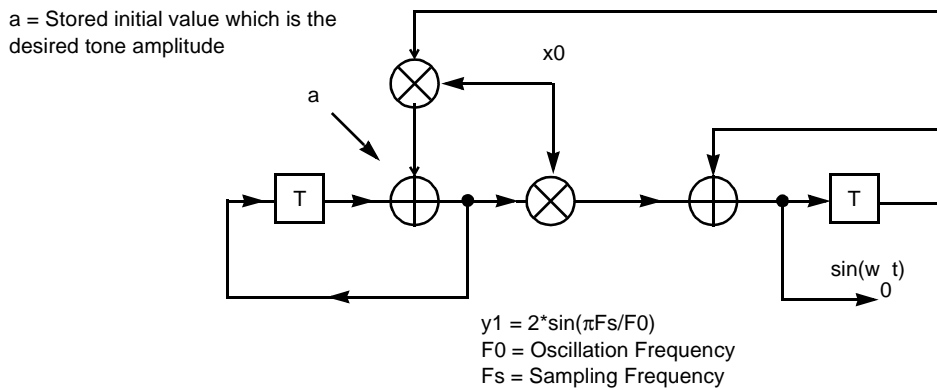 a = Stored initial value which is the
desired tone amplitude
x0
a
T
T
sin(w0 t)
y1 = 2*sin(πFs/F0)
F0 = Oscillation Frequency
Fs = Sampling Frequency